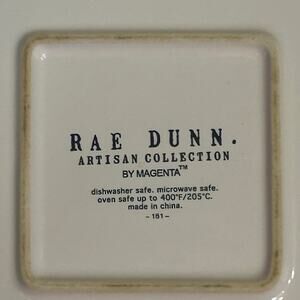 RAE DUNN.
ARTISAN COLLECTION
BY MAGENTA™
dishwasher safe. microwave safe.
oven safe up to 400°F/205°C.
made in china.
- 161 -